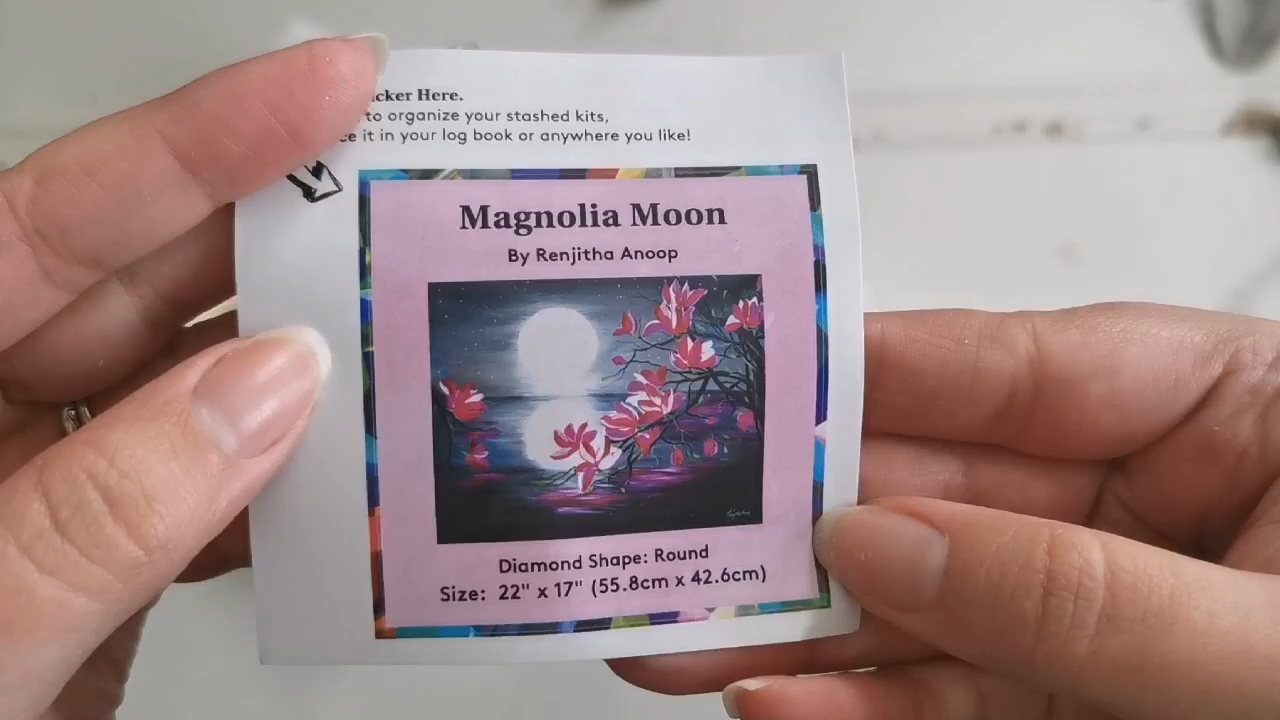 icker Here.
to organize your stashed kits,
it in your log book or anywhere you like!
Magnolia Moon
By Renjitha Anoop
Diamond Shape: Round
Size: 22" x 17" (55.8cm x 42.6cm)